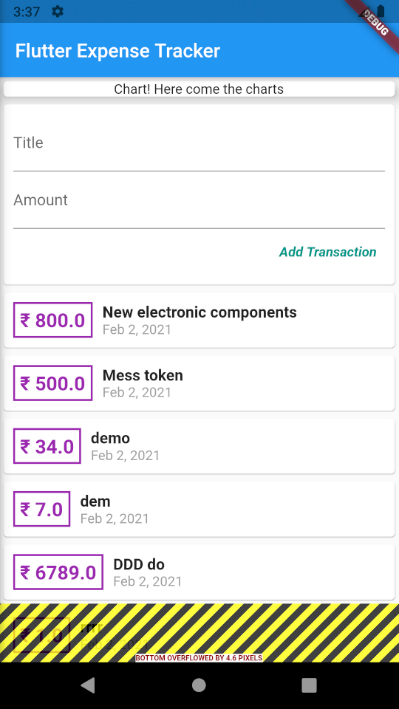 3:37
DEBUG
Flutter Expense Tracker
Chart! Here come the charts
Title
Amount
Add Transaction
₹ 800.0
New electronic components
Feb 2, 2021
₹ 500.0
Mess token
Feb 2, 2021
₹ 34.0
demo
Feb 2, 2021
₹ 7.0
dem
Feb 2, 2021
₹ 6789.0
DDD do
Feb 2, 2021
BOTTOM OVERFLOWED BY 4.6 PIXELS